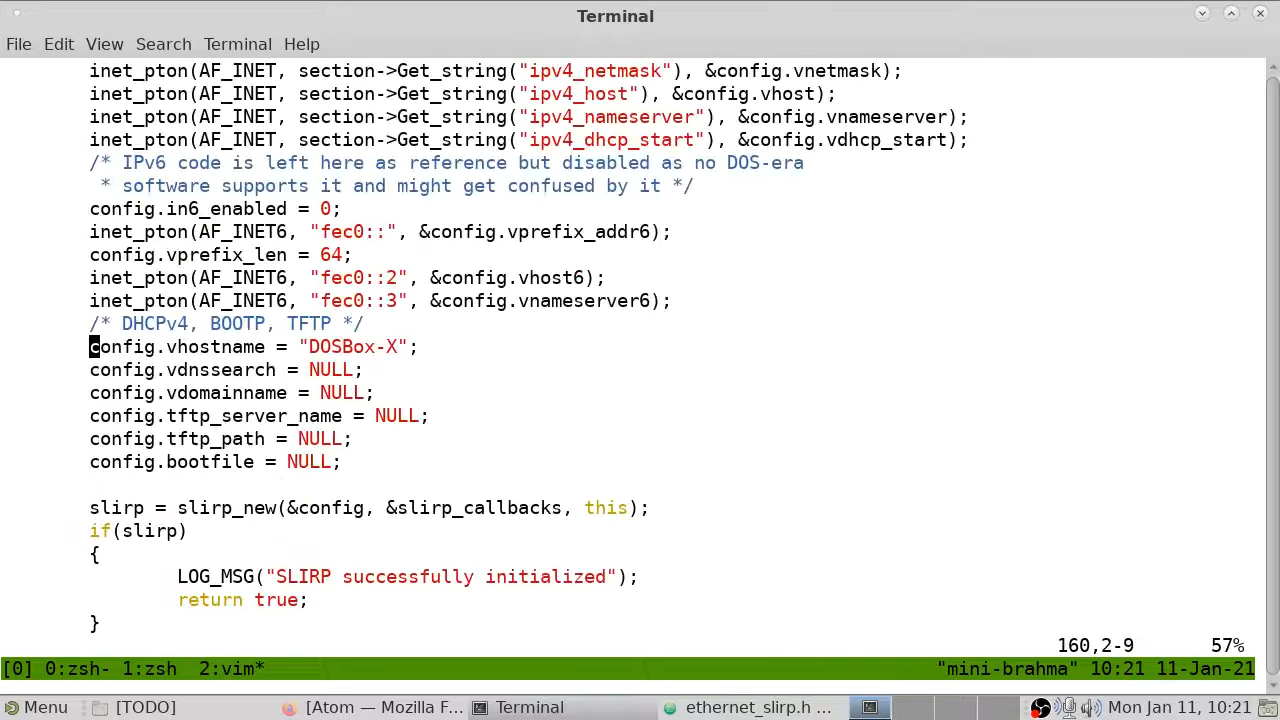 Terminal
File Edit View Search Terminal Help
inet_pton(AF_INET, section->Get_string("ipv4_netmask"), &config.vnetmask);
inet_pton(AF_INET, section->Get_string("ipv4_host"), &config.vhost);
inet_pton(AF_INET, section->Get_string("ipv4_nameserver"), &config.vnameserver);
inet_pton(AF_INET, section->Get_string("ipv4_dhcp_start"), &config.vdhcp_start);
/* IPv6 code is left here as reference but disabled as no DOS-era
 * software supports it and might get confused by it */
config.in6_enabled = 0;
inet_pton(AF_INET6, "fec0::", &config.vprefix_addr6);
config.vprefix_len = 64;
inet_pton(AF_INET6, "fec0::2", &config.vhost6);
inet_pton(AF_INET6, "fec0::3", &config.vnameserver6);
/* DHCPv4, BOOTP, TFTP */
config.vhostname = "DOSBox-X";
config.vdnssearch = NULL;
config.vdomainname = NULL;
config.tftp_server_name = NULL;
config.tftp_path = NULL;
config.bootfile = NULL;
slirp = slirp_new(&config, &slirp_callbacks, this);
if(slirp)
{
LOG_MSG("SLIRP successfully initialized");
return true;
}
160,2-9 57%
[0] 0:zsh- 1:zsh 2:vim* "mini-brahma" 10:21 11-Jan-21
Menu [TODO] [Atom — Mozilla F... Terminal ethernet_slirp.h ... Mon Jan 11, 10:21